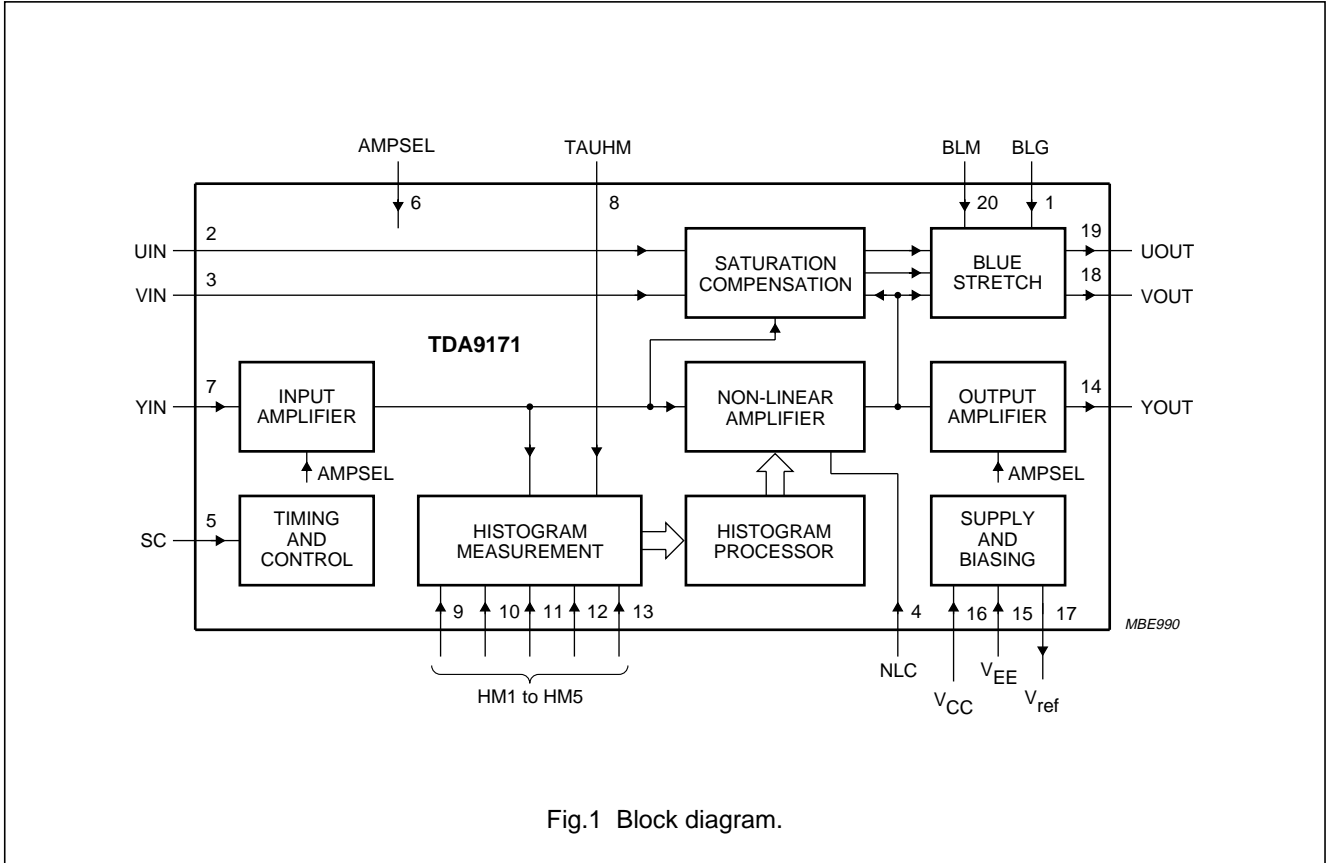 AMPSEL
TAUHM
BLM
BLG
6
8
20
1
UIN
2
19
UOUT
VIN
3
18
VOUT
SATURATION
COMPENSATION
BLUE
STRETCH
TDA9171
YIN
7
INPUT
AMPLIFIER
NON-LINEAR
AMPLIFIER
OUTPUT
AMPLIFIER
14
YOUT
AMPSEL
AMPSEL
SC
5
TIMING
AND
CONTROL
HISTOGRAM
MEASUREMENT
HISTOGRAM
PROCESSOR
SUPPLY
AND
BIASING
9
10
11
12
13
4
16
15
17
MBE990
HM1 to HM5
NLC
VCC
VEE
Vref
Fig.1 Block diagram.